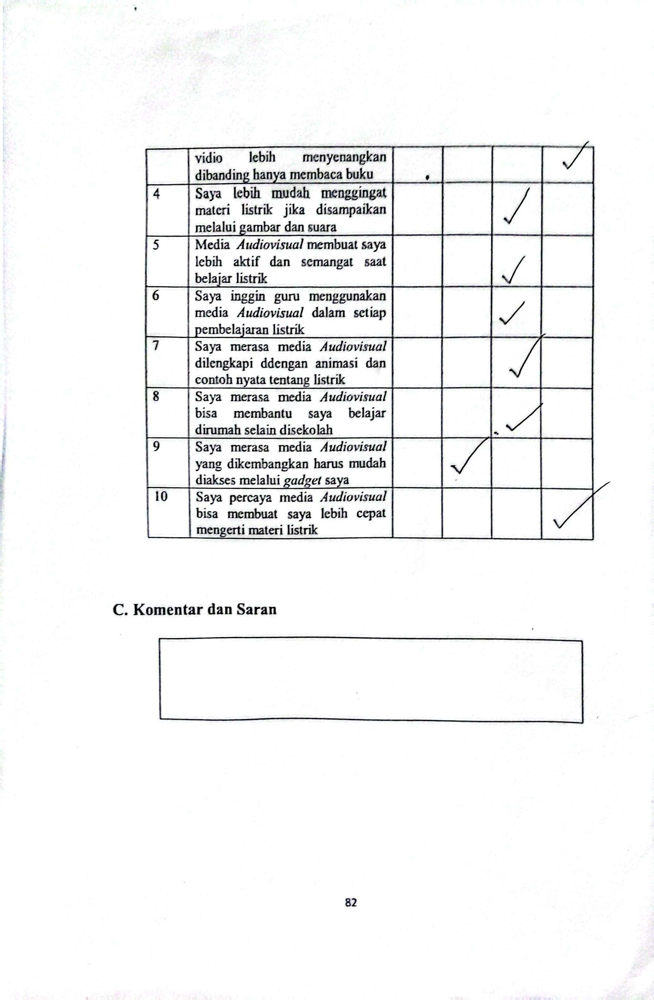 vidio lebih menyenangkan
dibanding hanya membaca buku
4 Saya lebih mudah menggingat
materi listrik jika disampaikan
melalui gambar dan suara
5 Media Audiovisual membuat saya
lebih aktif dan semangat saat
belajar listrik
6 Saya inggin guru menggunakan
media Audiovisual dalam setiap
pembelajaran listrik
7 Saya merasa media Audiovisual
dilengkapi ddengan animasi dan
contoh nyata tentang listrik
8 Saya merasa media Audiovisual
bisa membantu saya belajar
dirumah selain disekolah
9 Saya merasa media Audiovisual
yang dikembangkan harus mudah
diakses melalui gadget saya
10 Saya percaya media Audiovisual
bisa membuat saya lebih cepat
mengerti materi listrik
C. Komentar dan Saran
82